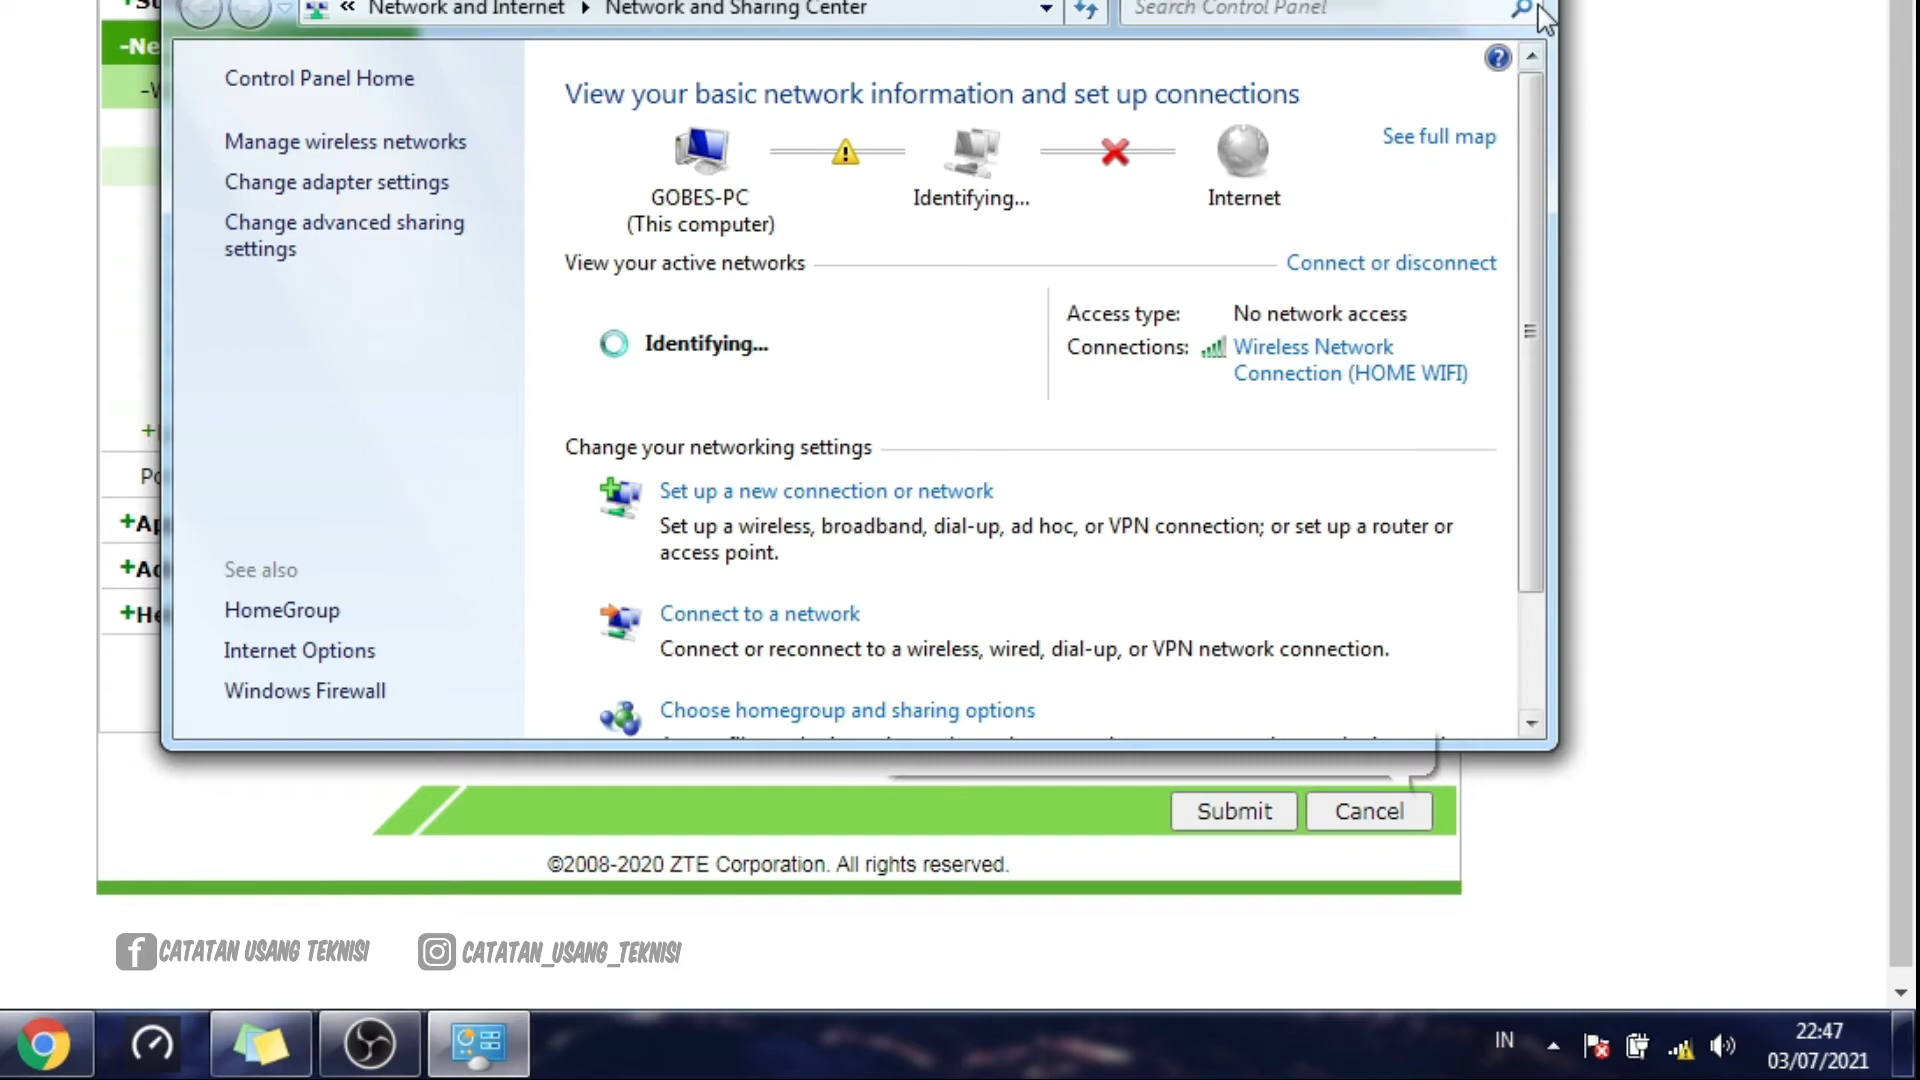 « Network and Internet ▸ Network and Sharing Center
Search Control Panel
-Ne
Control Panel Home
Manage wireless networks
Change adapter settings
Change advanced sharing
settings
See also
HomeGroup
Internet Options
Windows Firewall
View your basic network information and set up connections
See full map
GOBES-PC
(This computer)
Identifying...
Internet
View your active networks
Connect or disconnect
Identifying...
Access type: No network access
Connections: Wireless Network
Connection (HOME WIFI)
Change your networking settings
Set up a new connection or network
Set up a wireless, broadband, dial-up, ad hoc, or VPN connection; or set up a router or
access point.
Connect to a network
Connect or reconnect to a wireless, wired, dial-up, or VPN network connection.
Choose homegroup and sharing options
Po
+Ap
+Ad
+He
Submit
Cancel
©2008-2020 ZTE Corporation. All rights reserved.
CATATAN USANG TEKNISI
CATATAN_USANG_TEKNISI
IN
22:47
03/07/2021